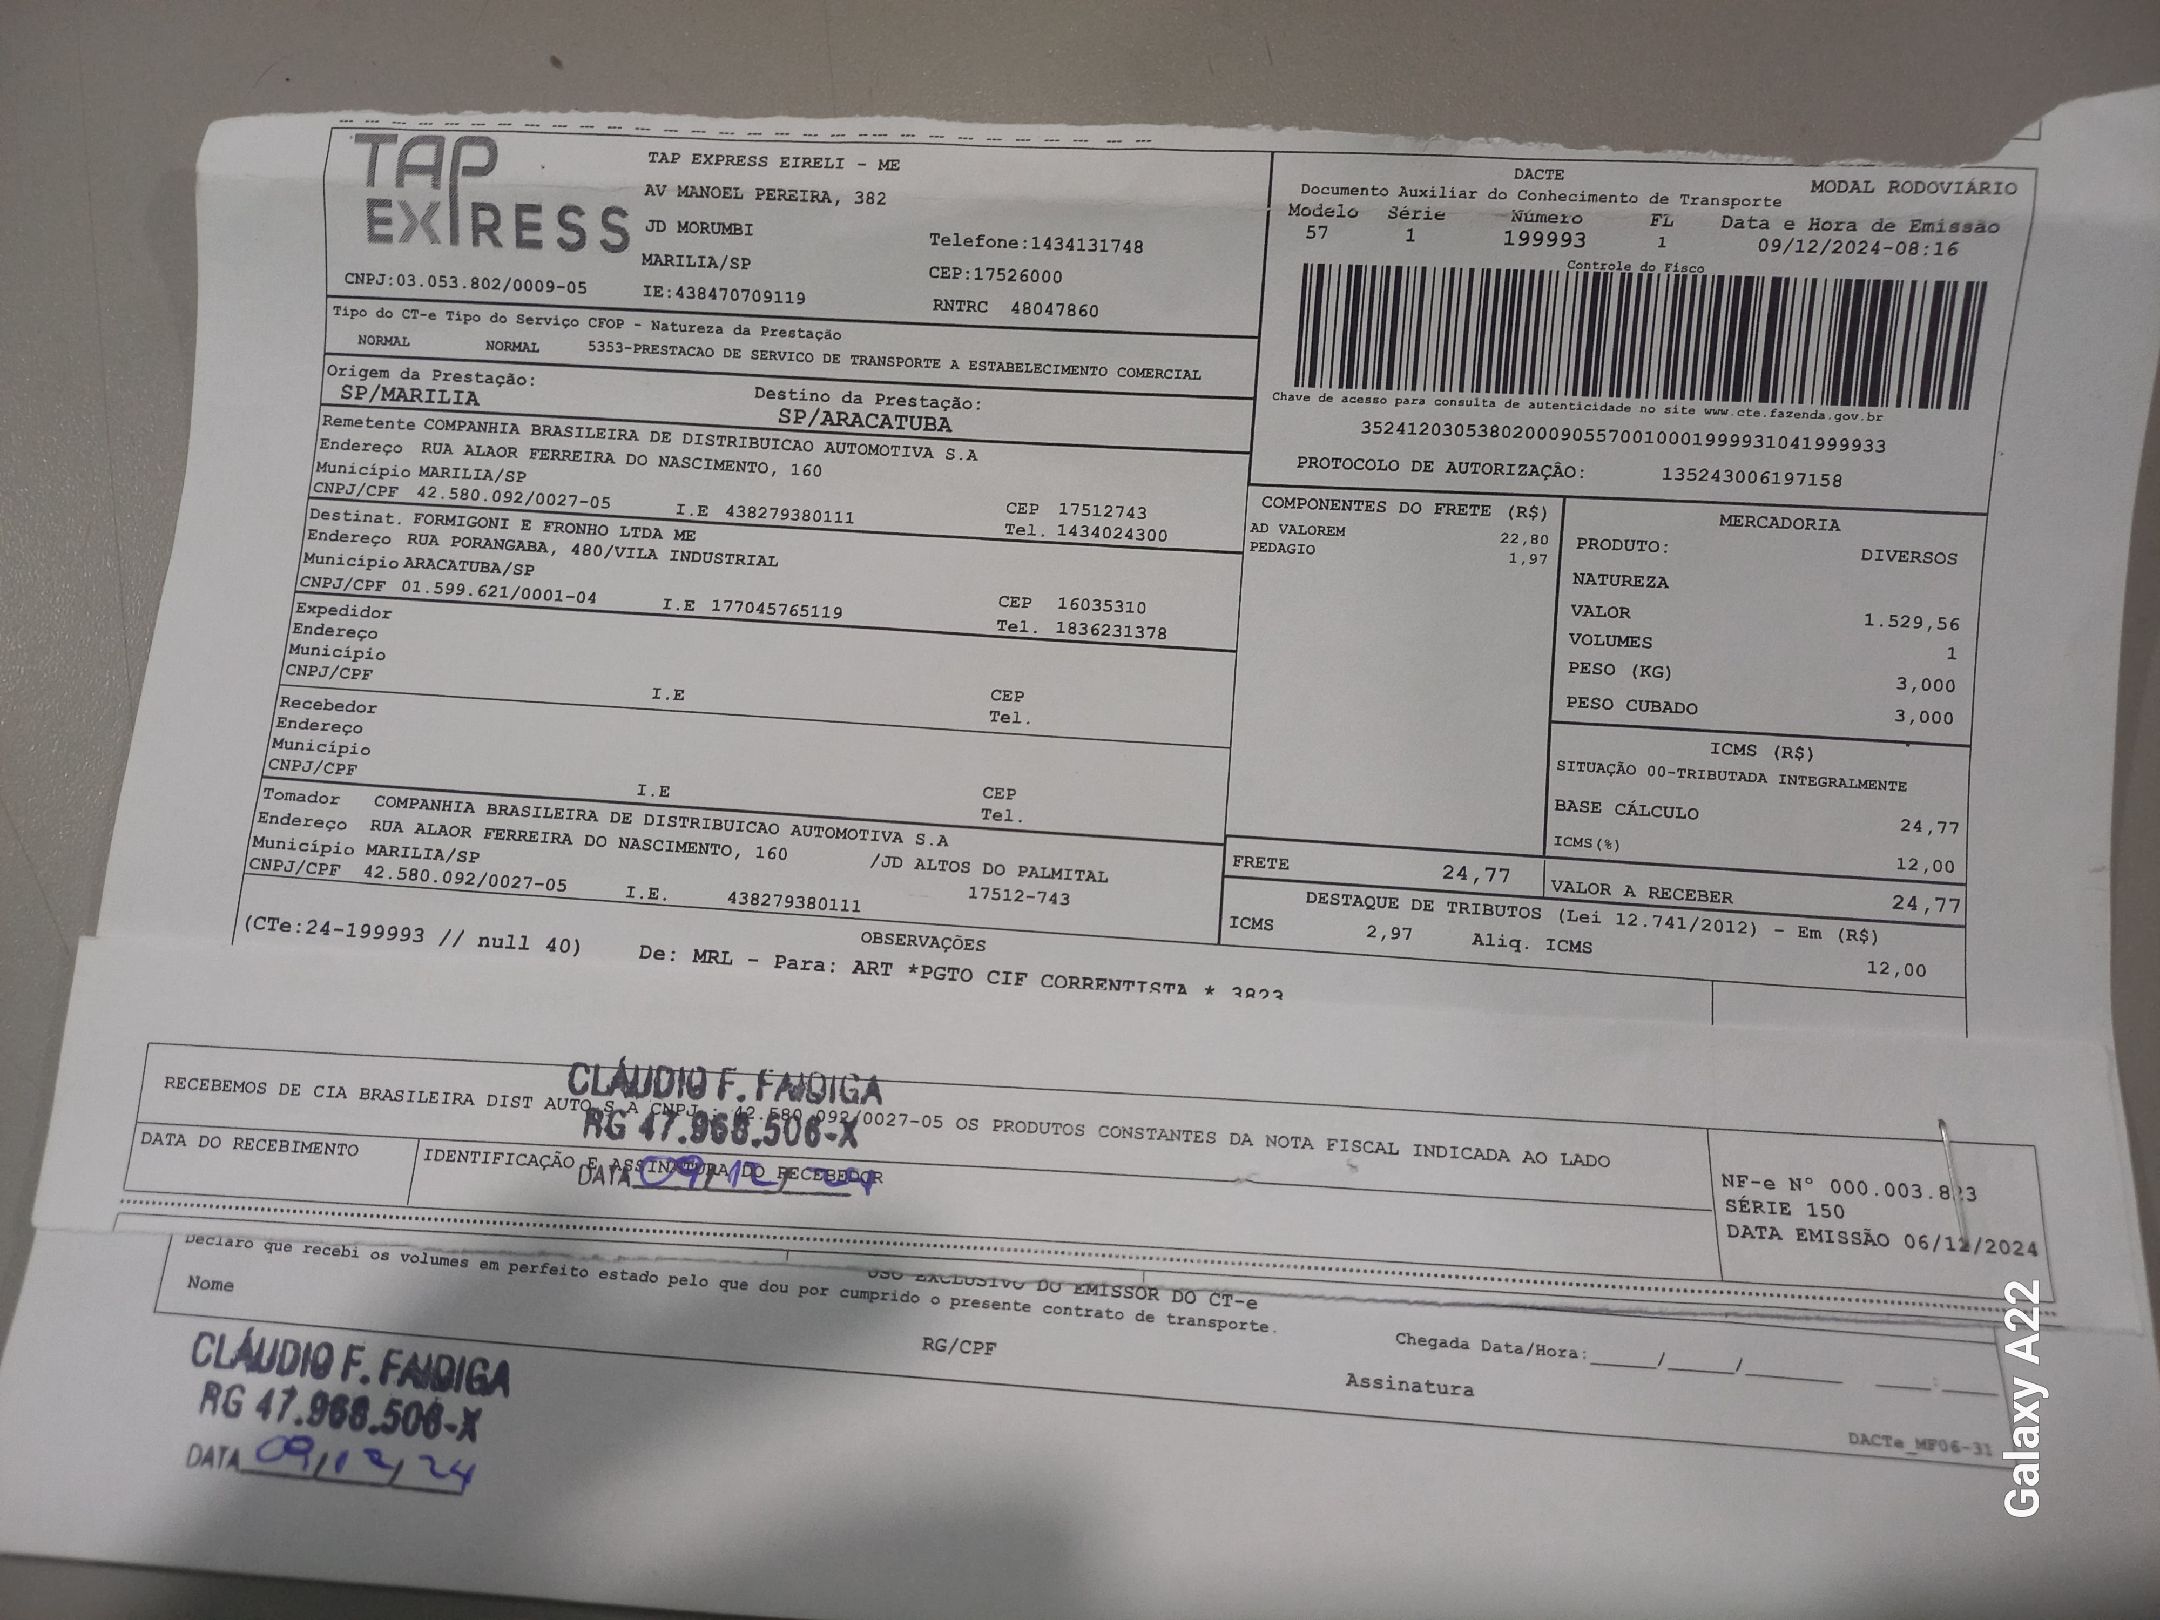 TAP
EXPRESS
TAP EXPRESS EIRELI - ME
AV MANOEL PEREIRA, 382
JD MORUMBI
MARILIA/SP
Telefone:1434131748
CEP:17526000
CNPJ:03.053.802/0009-05 IE:438470709119 RNTRC 48047860
DACTE
MODAL RODOVIÁRIO
Documento Auxiliar do Conhecimento de Transporte
Modelo Série Número FL Data e Hora de Emissão
57 1 199993 1 09/12/2024-08:16
Controle do Fisco
Chave de acesso para consulta de autenticidade no site www.cte.fazenda.gov.br
35241203053802000905570010001999931041999933
PROTOCOLO DE AUTORIZAÇÃO: 135243006197158
Tipo do CT-e Tipo do Serviço CFOP - Natureza da Prestação
NORMAL NORMAL 5353-PRESTACAO DE SERVICO DE TRANSPORTE A ESTABELECIMENTO COMERCIAL
Origem da Prestação: Destino da Prestação:
SP/MARILIA SP/ARACATUBA
Remetente COMPANHIA BRASILEIRA DE DISTRIBUICAO AUTOMOTIVA S.A
Endereço RUA ALAOR FERREIRA DO NASCIMENTO, 160
Município MARILIA/SP CEP 17512743
CNPJ/CPF 42.580.092/0027-05 I.E 438279380111 Tel. 1434024300
Destinat. FORMIGONI E FRONHO LTDA ME
Endereço RUA PORANGABA, 480/VILA INDUSTRIAL
Município ARACATUBA/SP CEP 16035310
CNPJ/CPF 01.599.621/0001-04 I.E 177045765119 Tel. 1836231378
Expedidor
Endereço
Município CEP
CNPJ/CPF I.E Tel.
Recebedor
Endereço
Município CEP
CNPJ/CPF I.E Tel.
Tomador COMPANHIA BRASILEIRA DE DISTRIBUICAO AUTOMOTIVA S.A
Endereço RUA ALAOR FERREIRA DO NASCIMENTO, 160 /JD ALTOS DO PALMITAL
Município MARILIA/SP 17512-743
CNPJ/CPF 42.580.092/0027-05 I.E. 438279380111
COMPONENTES DO FRETE (R$)
AD VALOREM 22,80
PEDAGIO 1,97
MERCADORIA
PRODUTO: DIVERSOS
NATUREZA
VALOR 1.529,56
VOLUMES 1
PESO (KG) 3,000
PESO CUBADO 3,000
ICMS (R$)
SITUAÇÃO 00-TRIBUTADA INTEGRALMENTE
BASE CÁLCULO 24,77
ICMS(%) 12,00
FRETE 24,77 VALOR A RECEBER 24,77
DESTAQUE DE TRIBUTOS (Lei 12.741/2012) - Em (R$)
ICMS 2,97 Aliq. ICMS 12,00
OBSERVAÇÕES
(CTe:24-199993 // null 40) De: MRL - Para: ART *PGTO CIF CORRENTISTA * 3823
RECEBEMOS DE CIA BRASILEIRA DIST AUTO S A CNPJ : 42.580.092/0027-05 OS PRODUTOS CONSTANTES DA NOTA FISCAL INDICADA AO LADO
CLÁUDIO F. FAIDIGA
RG 47.968.506-X
DATA 09/12/24
DATA DO RECEBIMENTO IDENTIFICAÇÃO E ASSINATURA DO RECEBEDOR
NF-e Nº 000.003.823
SÉRIE 150
DATA EMISSÃO 06/12/2024
USO EXCLUSIVO DO EMISSOR DO CT-e
Declaro que recebi os volumes em perfeito estado pelo que dou por cumprido o presente contrato de transporte.
Nome RG/CPF Chegada Data/Hora:_____/_____/_______ _____:____
Assinatura
CLÁUDIO F. FAIDIGA
RG 47.968.506-X
DATA 09/12/24
DACTe_MF06-31
Galaxy A22